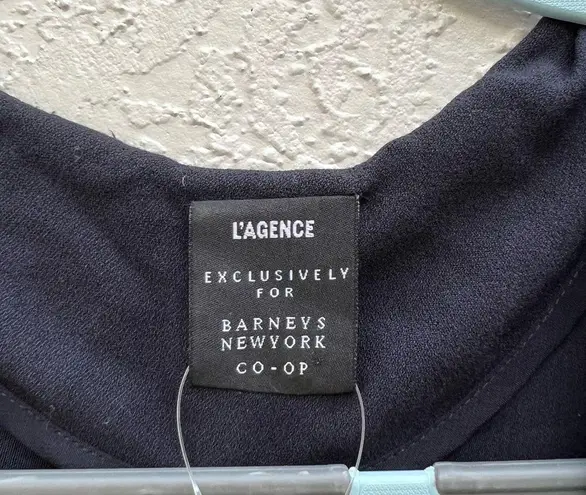 L'AGENCE
EXCLUSIVELY
FOR
BARNEYS
NEWYORK
CO-OP